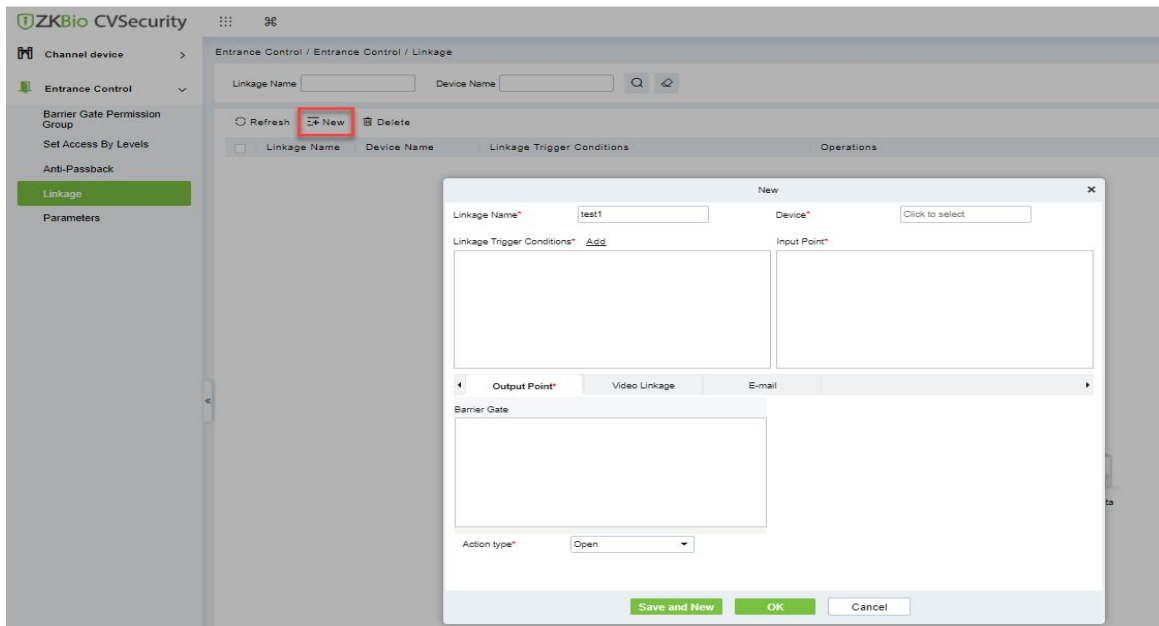 ZKBio CVSecurity
Channel device
Entrance Control
Barrier Gate Permission
Group
Set Access By Levels
Anti-Passback
Linkage
Parameters
Entrance Control / Entrance Control / Linkage
Linkage Name Device Name
Refresh New Delete
Linkage Name Device Name Linkage Trigger Conditions Operations
New
Linkage Name* test1 Device* Click to select
Linkage Trigger Conditions* Add Input Point*
Output Point* Video Linkage E-mail
Barrier Gate
Action type* Open
Save and New OK Cancel
ta